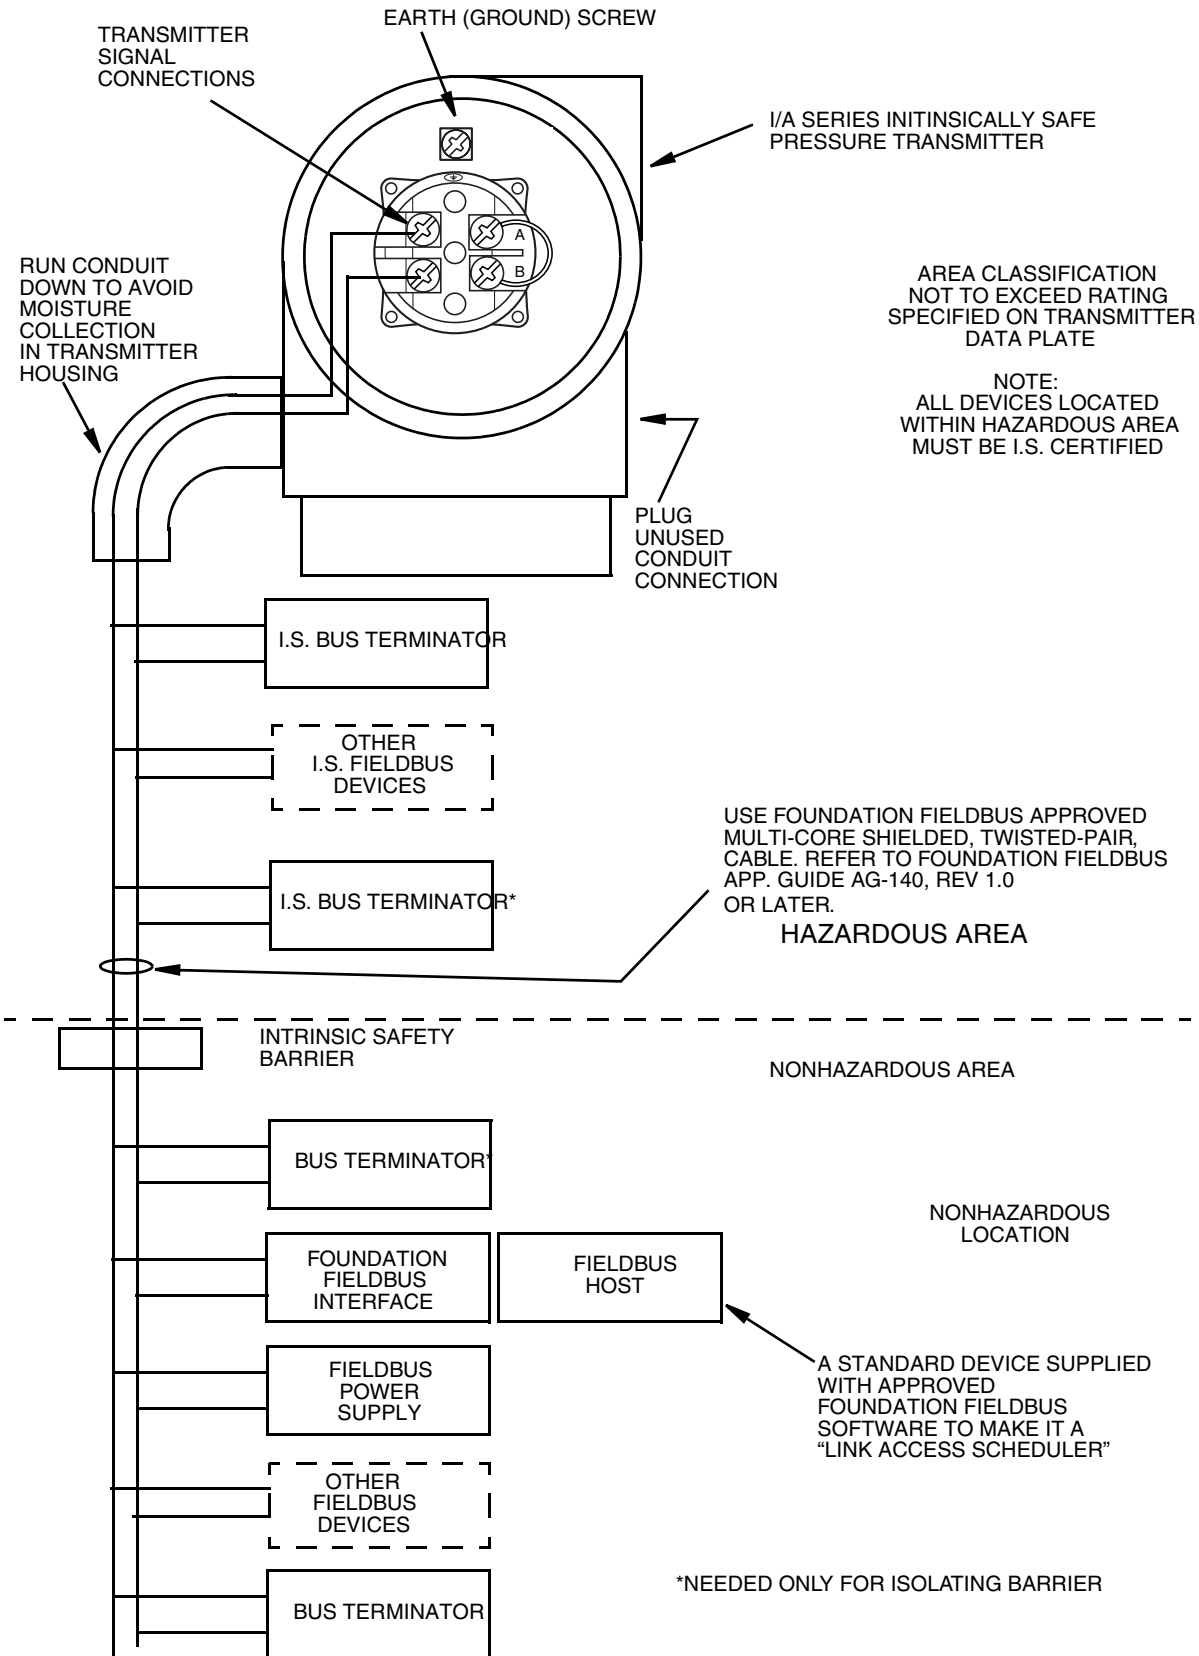 EARTH (GROUND) SCREW
TRANSMITTER
SIGNAL
CONNECTIONS
I/A SERIES INITINSICALLY SAFE
PRESSURE TRANSMITTER
A
B
RUN CONDUIT
DOWN TO AVOID
MOISTURE
COLLECTION
IN TRANSMITTER
HOUSING
AREA CLASSIFICATION
NOT TO EXCEED RATING
SPECIFIED ON TRANSMITTER
DATA PLATE
NOTE:
ALL DEVICES LOCATED
WITHIN HAZARDOUS AREA
MUST BE I.S. CERTIFIED
PLUG
UNUSED
CONDUIT
CONNECTION
I.S. BUS TERMINATOR
OTHER
I.S. FIELDBUS
DEVICES
USE FOUNDATION FIELDBUS APPROVED
MULTI-CORE SHIELDED, TWISTED-PAIR,
CABLE. REFER TO FOUNDATION FIELDBUS
APP. GUIDE AG-140, REV 1.0
OR LATER.
I.S. BUS TERMINATOR*
HAZARDOUS AREA
INTRINSIC SAFETY
BARRIER
NONHAZARDOUS AREA
BUS TERMINATOR*
NONHAZARDOUS
LOCATION
FOUNDATION
FIELDBUS
INTERFACE
FIELDBUS
HOST
FIELDBUS
POWER
SUPPLY
A STANDARD DEVICE SUPPLIED
WITH APPROVED
FOUNDATION FIELDBUS
SOFTWARE TO MAKE IT A
“LINK ACCESS SCHEDULER”
OTHER
FIELDBUS
DEVICES
*NEEDED ONLY FOR ISOLATING BARRIER
BUS TERMINATOR